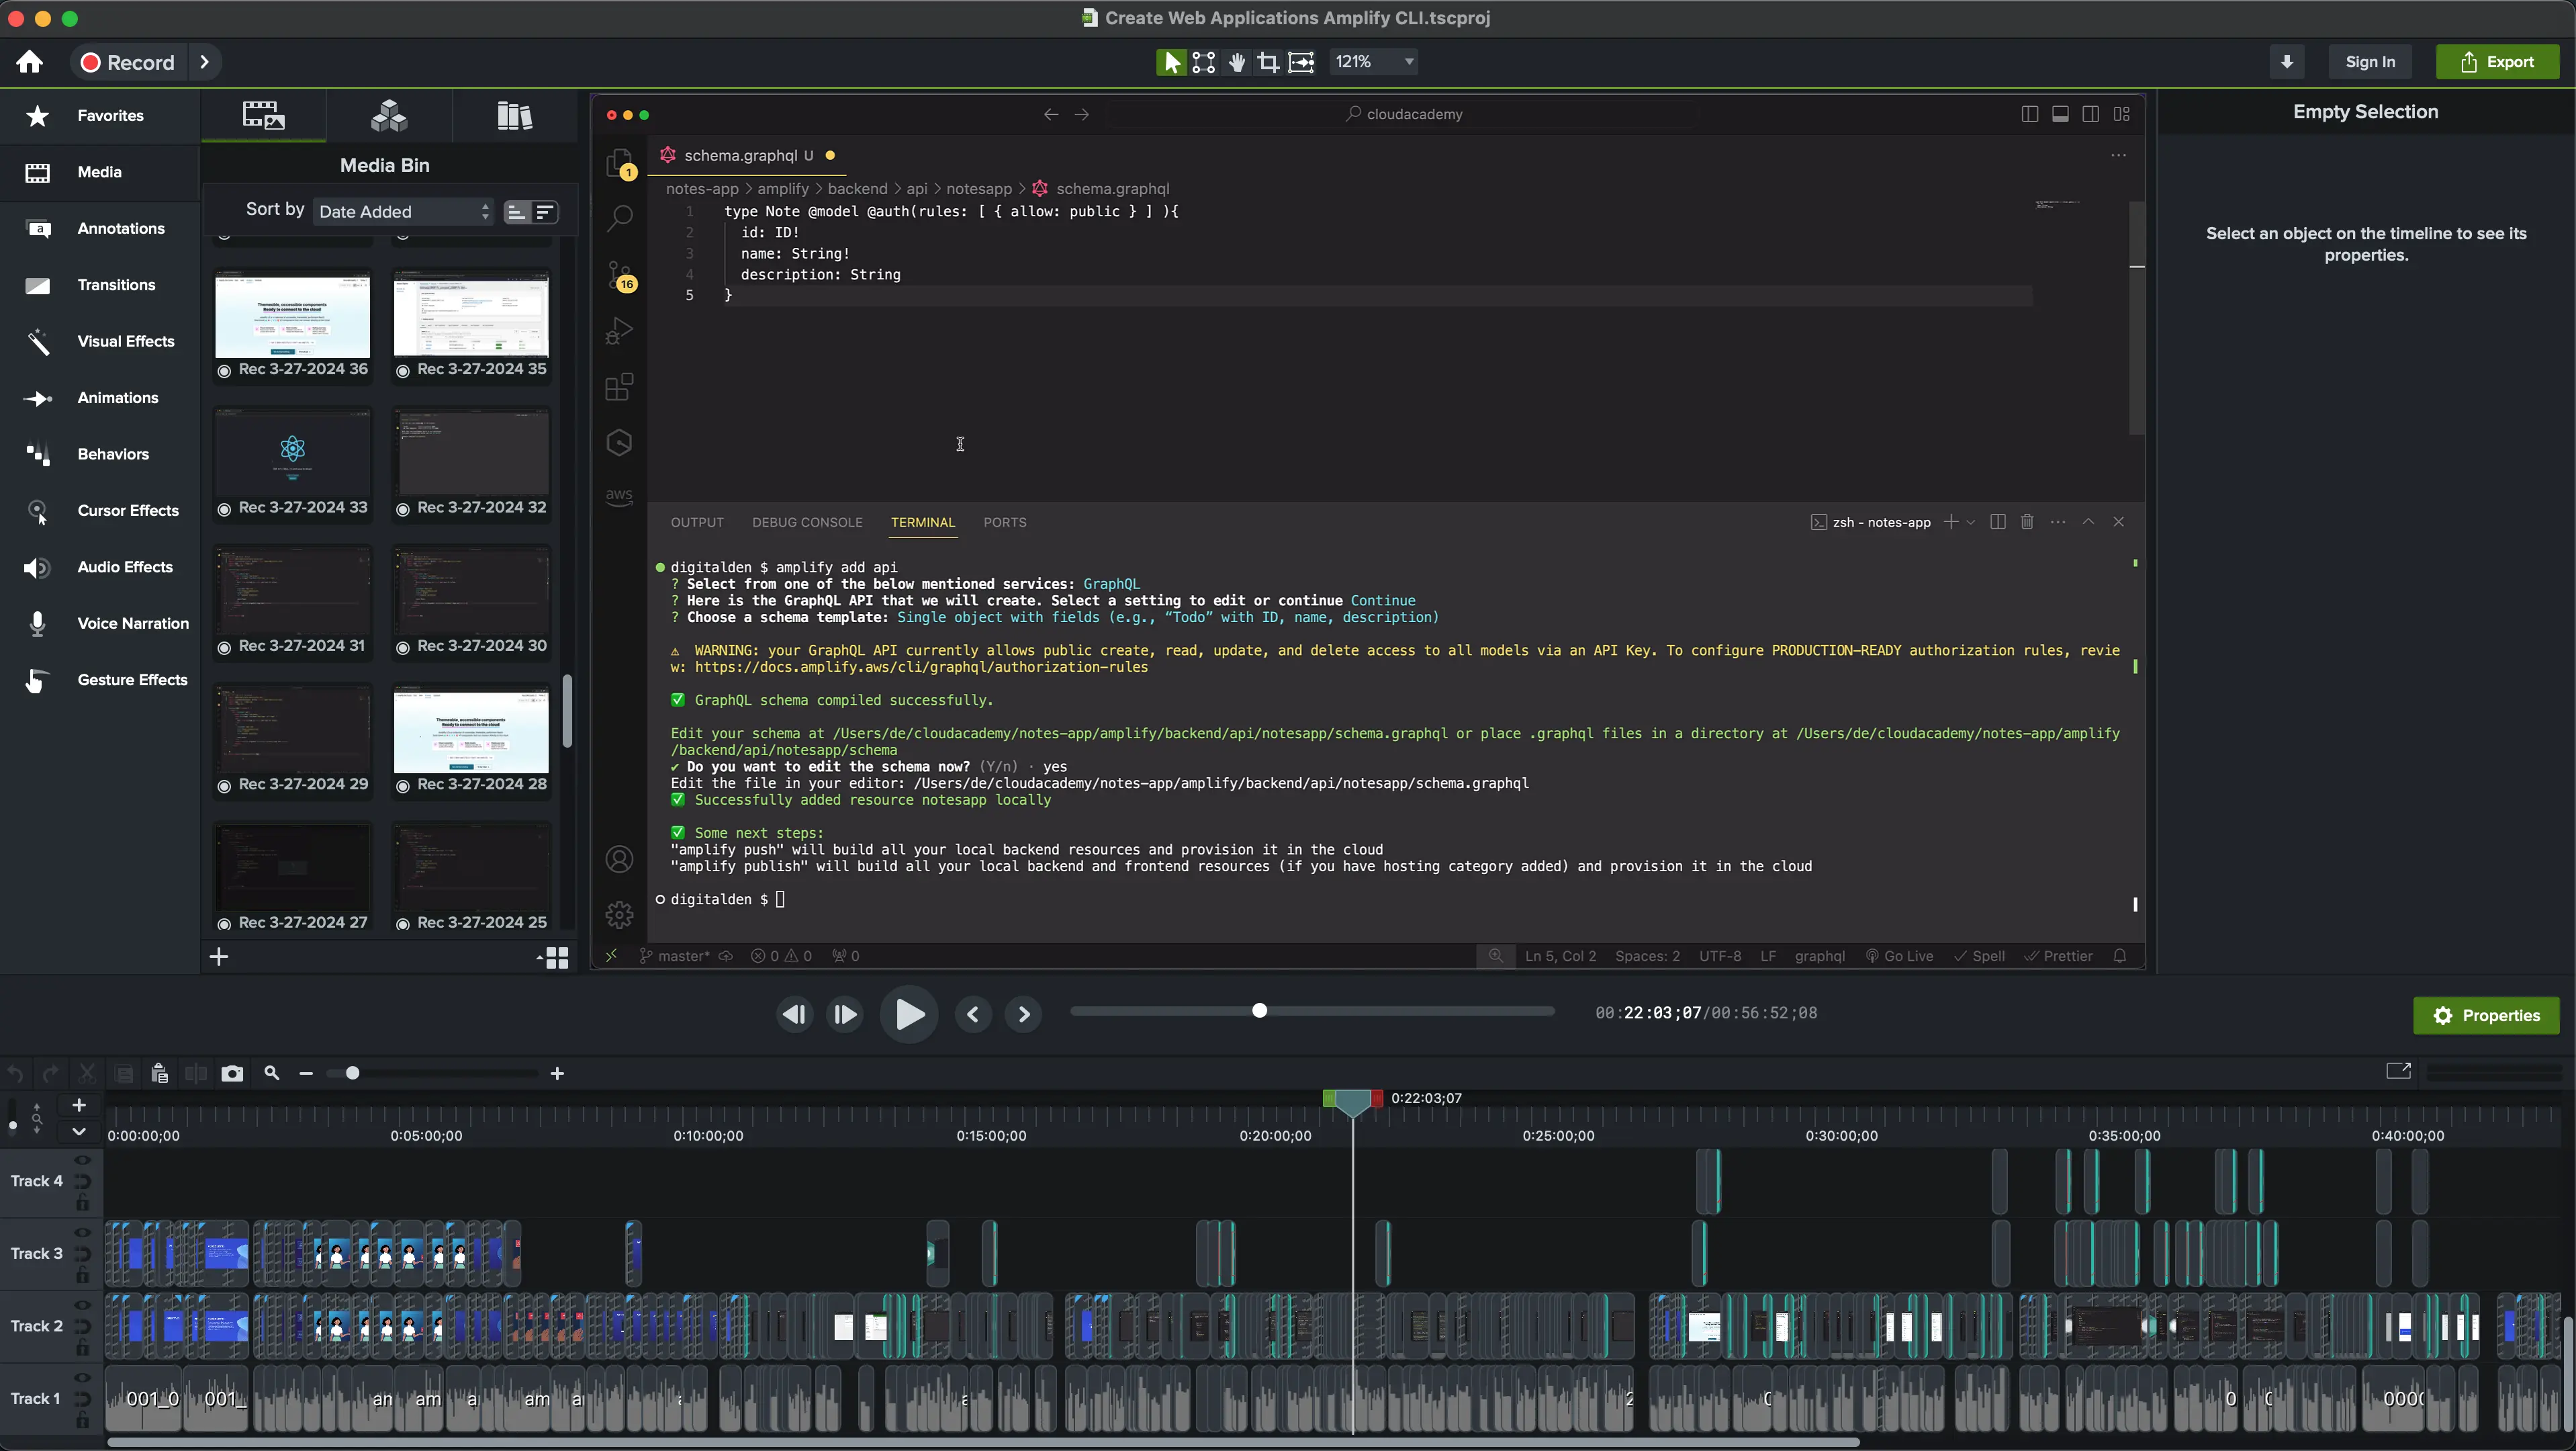 Create Web Applications Amplify CLI.tscproj
Record
121%
Sign In
Export
Favorites
Media
Annotations
Transitions
Visual Effects
Animations
Behaviors
Cursor Effects
Audio Effects
Voice Narration
Gesture Effects
Media Bin
Sort by Date Added
Rec 3-27-2024 36
Rec 3-27-2024 35
Rec 3-27-2024 33
Rec 3-27-2024 32
Rec 3-27-2024 31
Rec 3-27-2024 30
Rec 3-27-2024 29
Rec 3-27-2024 28
Rec 3-27-2024 27
Rec 3-27-2024 25
cloudacademy
1
16
aws
schema.graphql U
notes-app > amplify > backend > api > notesapp > schema.graphql
1 type Note @model @auth(rules: [ { allow: public } ] ){
2 id: ID!
3 name: String!
4 description: String
5 }
OUTPUT DEBUG CONSOLE TERMINAL PORTS
zsh - notes-app
digitalden $ amplify add api
? Select from one of the below mentioned services: GraphQL
? Here is the GraphQL API that we will create. Select a setting to edit or continue Continue
? Choose a schema template: Single object with fields (e.g., “Todo” with ID, name, description)
⚠ WARNING: your GraphQL API currently allows public create, read, update, and delete access to all models via an API Key. To configure PRODUCTION-READY authorization rules, revie
w: https://docs.amplify.aws/cli/graphql/authorization-rules
✅ GraphQL schema compiled successfully.
Edit your schema at /Users/de/cloudacademy/notes-app/amplify/backend/api/notesapp/schema.graphql or place .graphql files in a directory at /Users/de/cloudacademy/notes-app/amplify
/backend/api/notesapp/schema
✔ Do you want to edit the schema now? (Y/n) · yes
Edit the file in your editor: /Users/de/cloudacademy/notes-app/amplify/backend/api/notesapp/schema.graphql
✅ Successfully added resource notesapp locally
✅ Some next steps:
"amplify push" will build all your local backend resources and provision it in the cloud
"amplify publish" will build all your local backend and frontend resources (if you have hosting category added) and provision it in the cloud
digitalden $
master* 0 0 0
Ln 5, Col 2 Spaces: 2 UTF-8 LF graphql Go Live Spell Prettier
Empty Selection
Select an object on the timeline to see its
properties.
00:22:03;07/00:56:52;08
Properties
0:22:03;07
0:00:00;00 0:05:00;00 0:10:00;00 0:15:00;00 0:20:00;00 0:25:00;00 0:30:00;00 0:35:00;00 0:40:00;00
Track 4
Track 3
Track 2
Track 1
001_0 001_ an am a am a 2 0 000